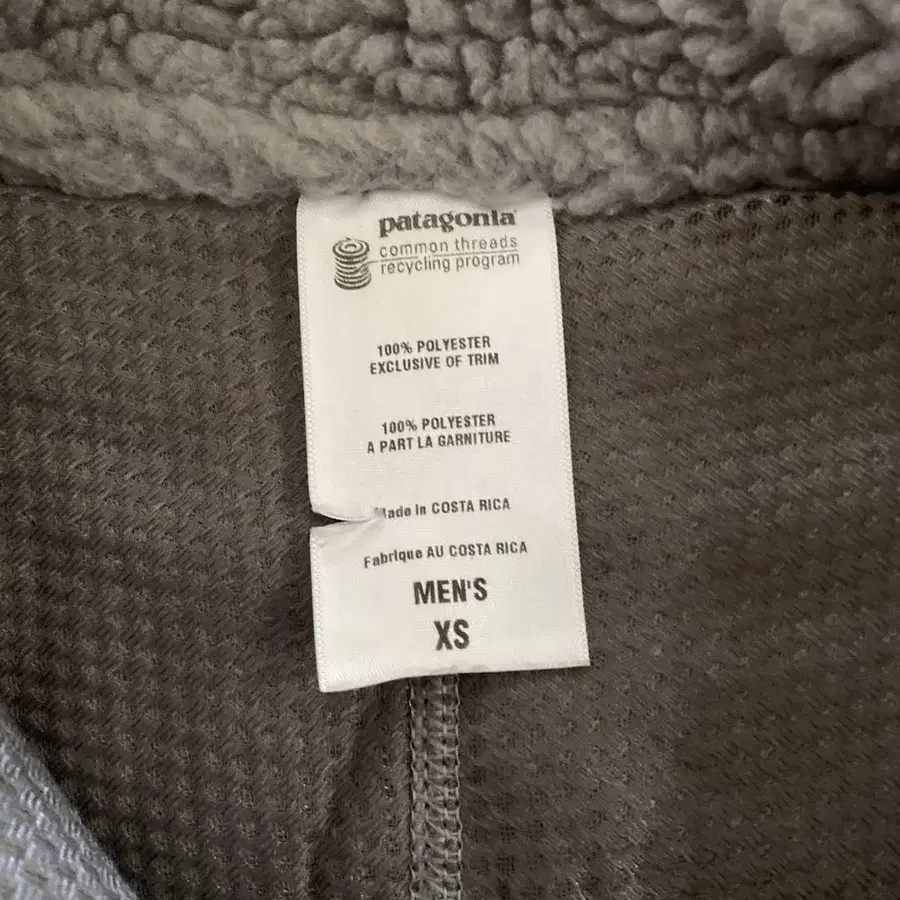 patagonia
common threads
recycling program
100% POLYESTER
EXCLUSIVE OF TRIM
100% POLYESTER
A PART LA GARNITURE
Made In COSTA RICA
Fabrique AU COSTA RICA
MEN'S
XS